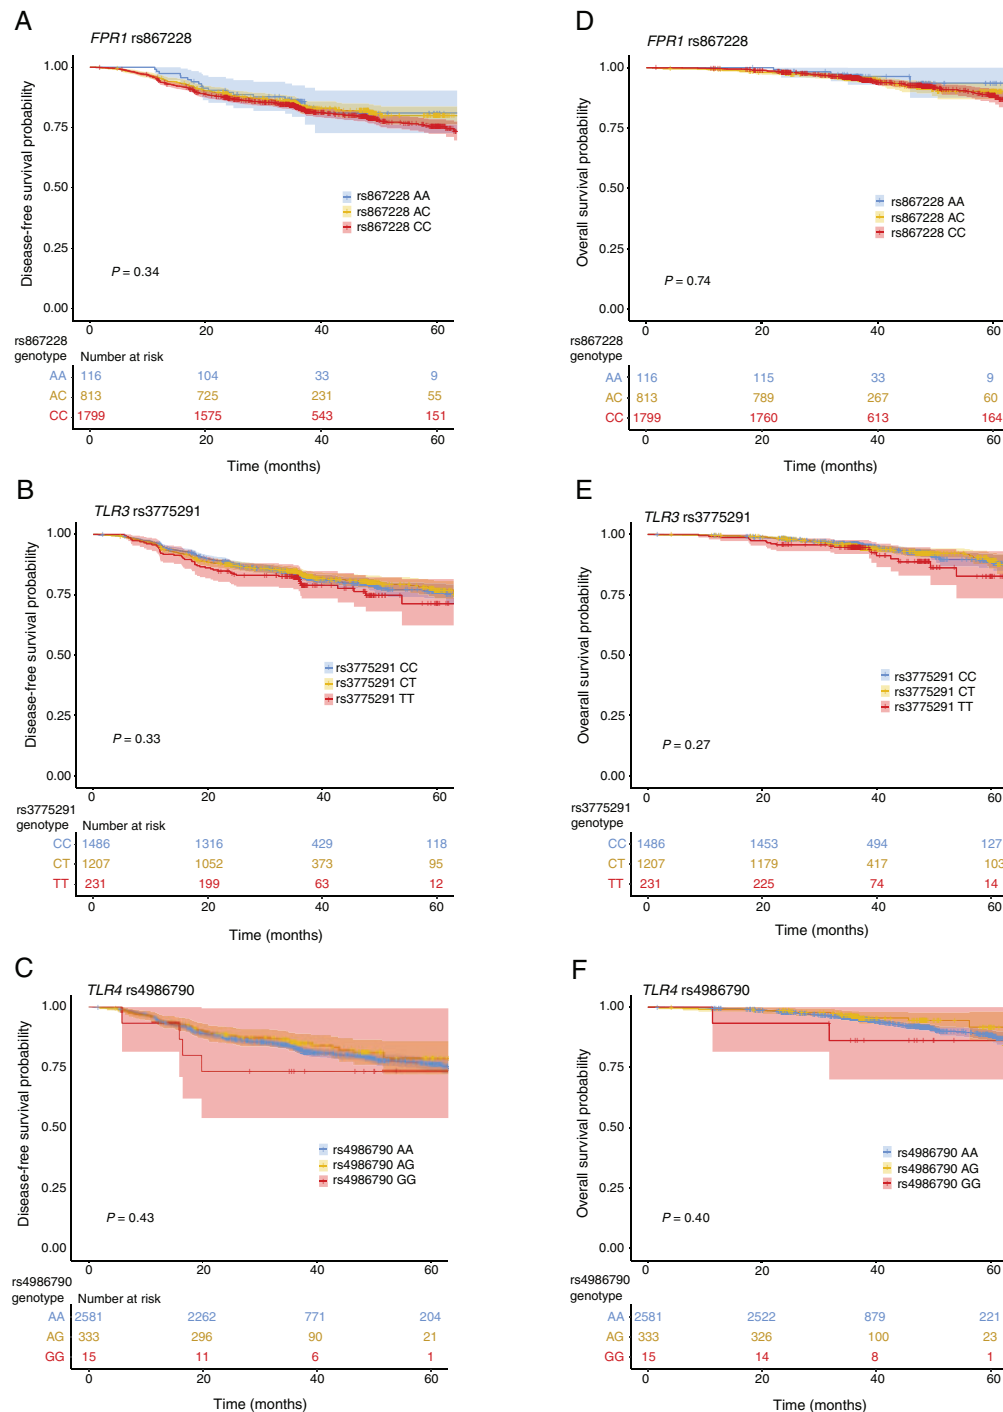 A
FPR1 rs867228
Disease-free survival probability
1.00
0.75
0.50
0.25
0.00
rs867228 AA
rs867228 AC
rs867228 CC
P = 0.34
0 20 40 60
rs867228
genotype Number at risk
AA 116 104 33 9
AC 813 725 231 55
CC 1799 1575 543 151
0 20 40 60
Time (months)
B
TLR3 rs3775291
Disease-free survival probability
1.00
0.75
0.50
0.25
0.00
rs3775291 CC
rs3775291 CT
rs3775291 TT
P = 0.33
0 20 40 60
rs3775291
genotype Number at risk
CC 1486 1316 429 118
CT 1207 1052 373 95
TT 231 199 63 12
0 20 40 60
Time (months)
C
TLR4 rs4986790
Disease-free survival probability
1.00
0.75
0.50
0.25
0.00
rs4986790 AA
rs4986790 AG
rs4986790 GG
P = 0.43
0 20 40 60
rs4986790
genotype Number at risk
AA 2581 2262 771 204
AG 333 296 90 21
GG 15 11 6 1
0 20 40 60
Time (months)
D
FPR1 rs867228
Overall survival probability
1.00
0.75
0.50
0.25
0.00
rs867228 AA
rs867228 AC
rs867228 CC
P = 0.74
0 20 40 60
rs867228
genotype
AA 116 115 33 9
AC 813 789 267 60
CC 1799 1760 613 164
0 20 40 60
Time (months)
E
TLR3 rs3775291
Ovearall survival probability
1.00
0.75
0.50
0.25
0.00
rs3775291 CC
rs3775291 CT
rs3775291 TT
P = 0.27
0 20 40 60
rs3775291
genotype
CC 1486 1453 494 127
CT 1207 1179 417 103
TT 231 225 74 14
0 20 40 60
Time (months)
F
TLR4 rs4986790
Overall survival probability
1.00
0.75
0.50
0.25
0.00
rs4986790 AA
rs4986790 AG
rs4986790 GG
P = 0.40
0 20 40 60
rs4986790
genotype
AA 2581 2522 879 221
AG 333 326 100 23
GG 15 14 8 1
0 20 40 60
Time (months)